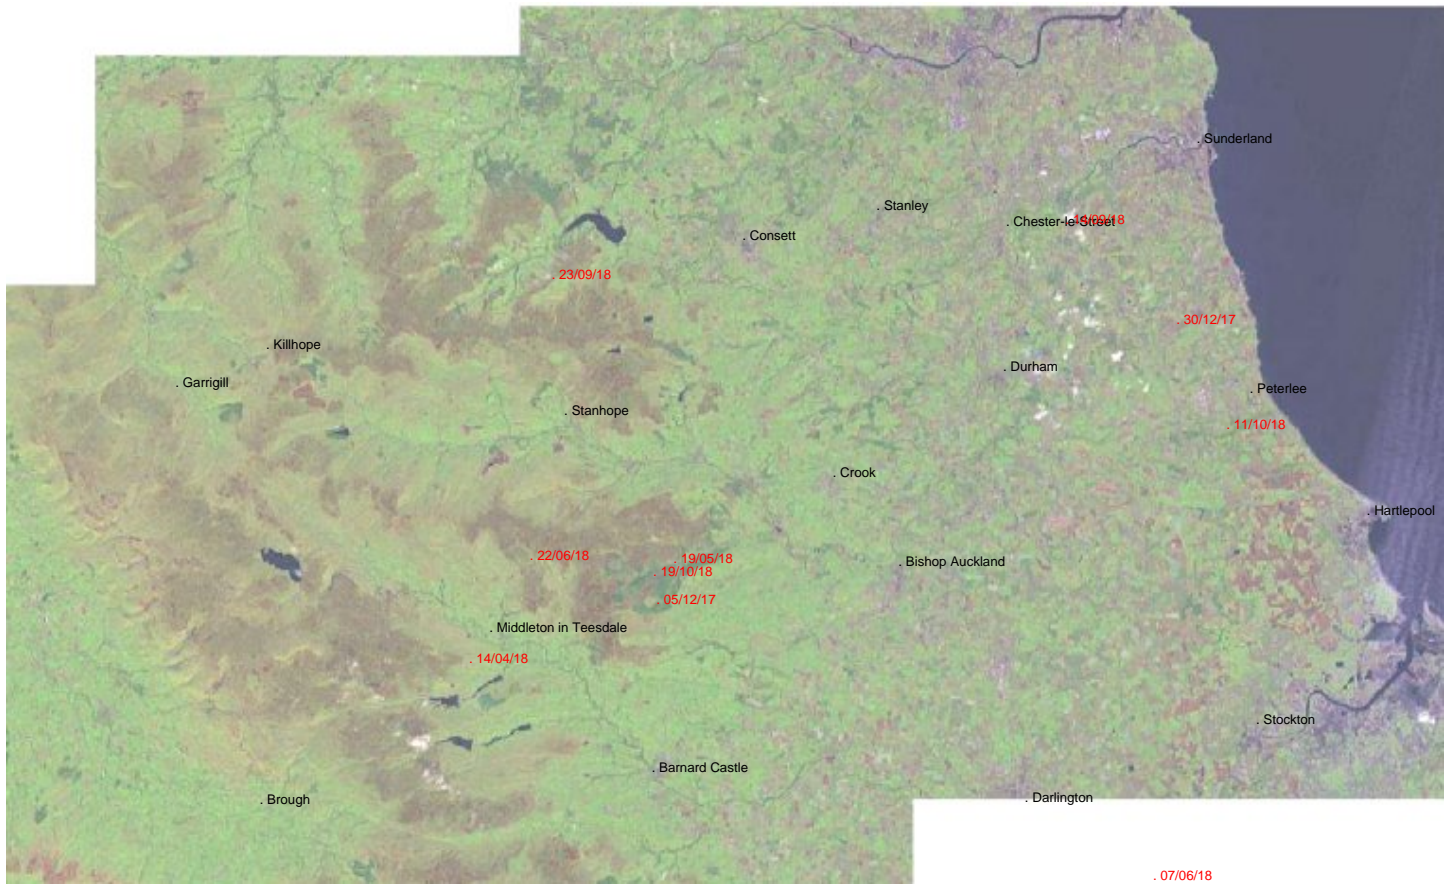 . Sunderland
. Stanley
. Chester-le-Street
. Consett
. 23/09/18
. 30/12/17
. Killhope
. Durham
. Garrigill
. Peterlee
. Stanhope
. 11/10/18
. Crook
. Hartlepool
. 22/06/18
. 19/05/18
. Bishop Auckland
. 19/10/18
. 05/12/17
. Middleton in Teesdale
. 14/04/18
. Stockton
. Barnard Castle
. Brough
. Darlington
. 07/06/18